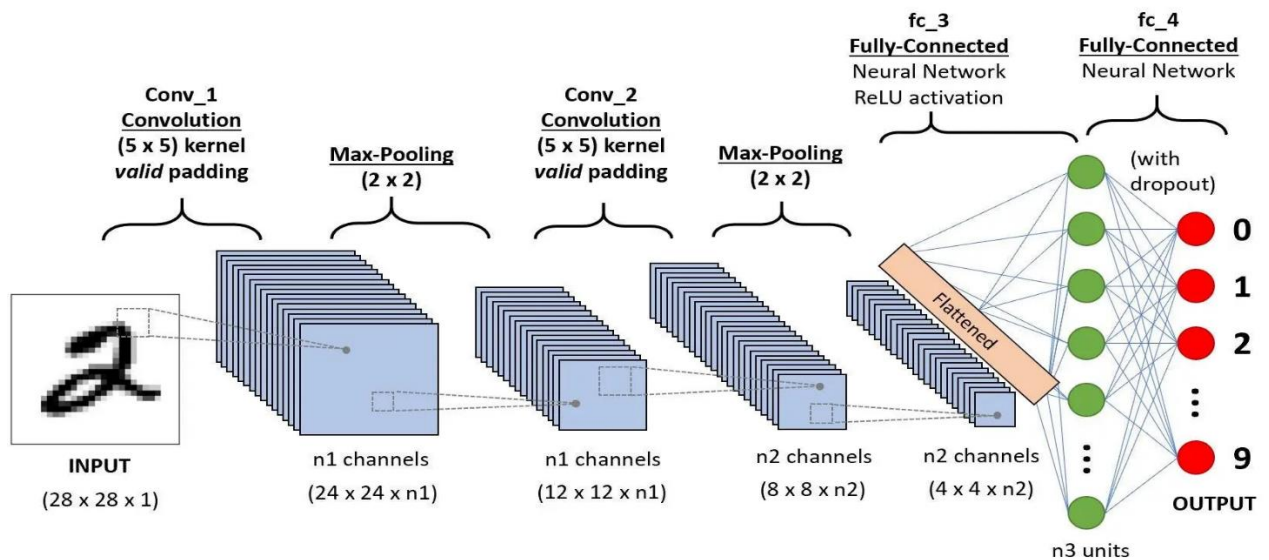 fc_3
Fully-Connected
Neural Network
ReLU activation
fc_4
Fully-Connected
Neural Network
Conv_1
Convolution
(5 x 5) kernel
valid padding
Max-Pooling
(2 x 2)
Conv_2
Convolution
(5 x 5) kernel
valid padding
Max-Pooling
(2 x 2)
(with
dropout)
Flattened
0
1
2
...
9
...
INPUT
(28 x 28 x 1)
n1 channels
(24 x 24 x n1)
n1 channels
(12 x 12 x n1)
n2 channels
(8 x 8 x n2)
n2 channels
(4 x 4 x n2)
OUTPUT
n3 units
2